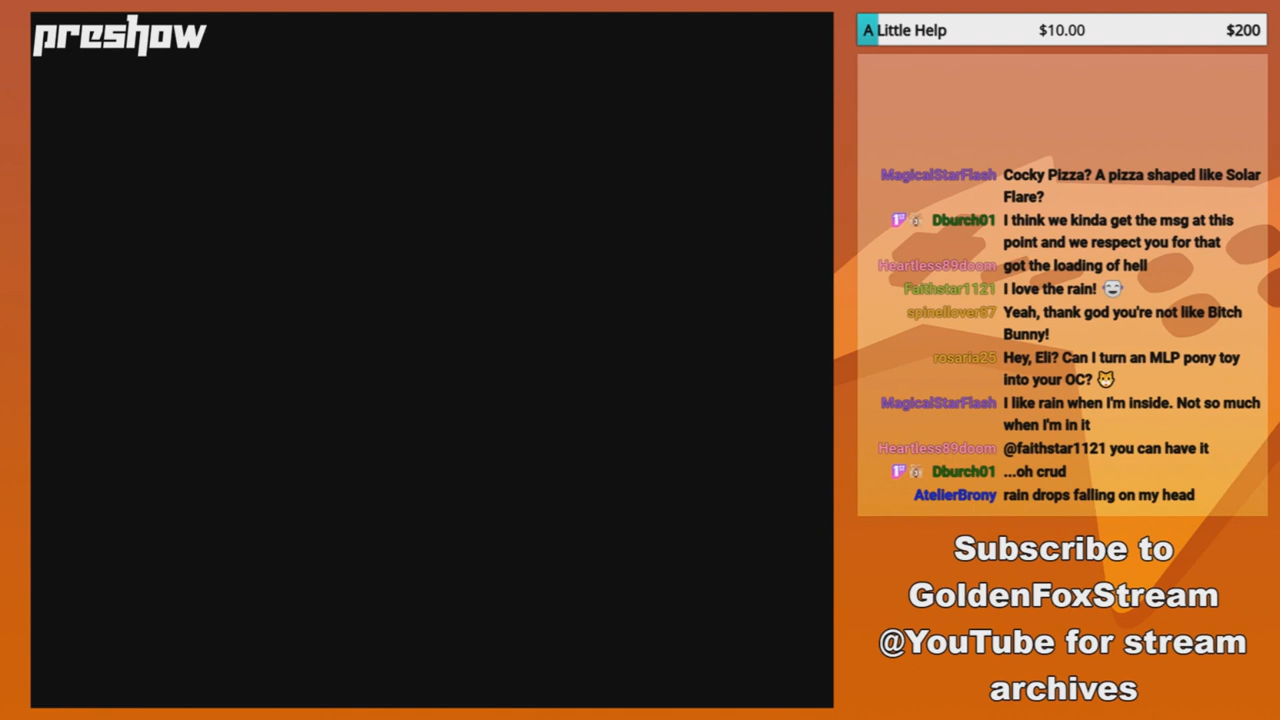 preshow
A Little Help $10.00 $200
MagicalStarFlash Cocky Pizza? A pizza shaped like Solar
Flare?
Dburch01 I think we kinda get the msg at this
point and we respect you for that
Heartless89doom got the loading of hell
Faithstar1121 I love the rain!
spinellover87 Yeah, thank god you're not like Bitch
Bunny!
rosaria25 Hey, Eli? Can I turn an MLP pony toy
into your OC?
MagicalStarFlash I like rain when I'm inside. Not so much
when I'm in it
Heartless89doom @faithstar1121 you can have it
Dburch01 ...oh crud
AtelierBrony rain drops falling on my head
Subscribe to
GoldenFoxStream
@YouTube for stream
archives